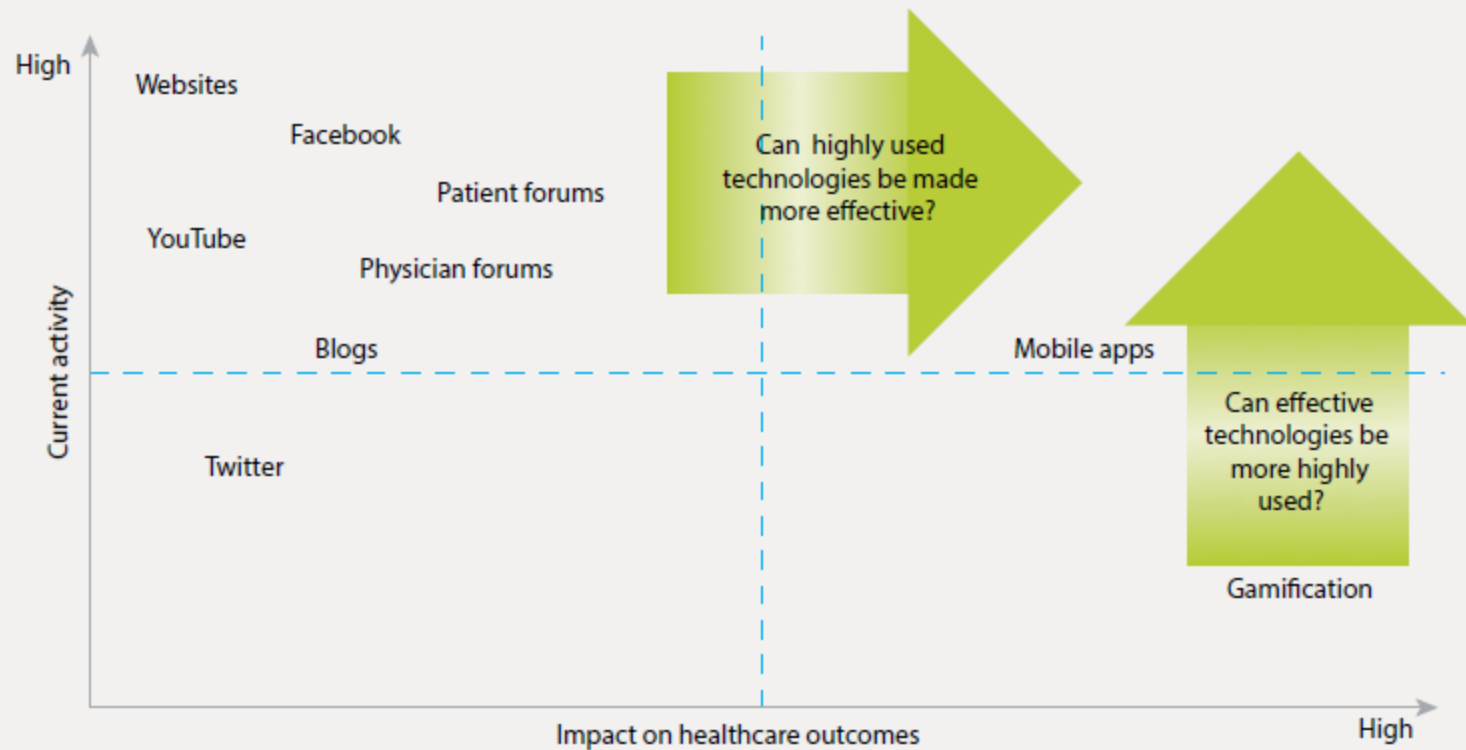 High
Websites
Facebook
Can highly used
technologies be made
more effective?
Patient forums
YouTube
Physician forums
Current activity
Blogs
Mobile apps
Can effective
technologies be
more highly
used?
Twitter
Gamification
Impact on healthcare outcomes
High